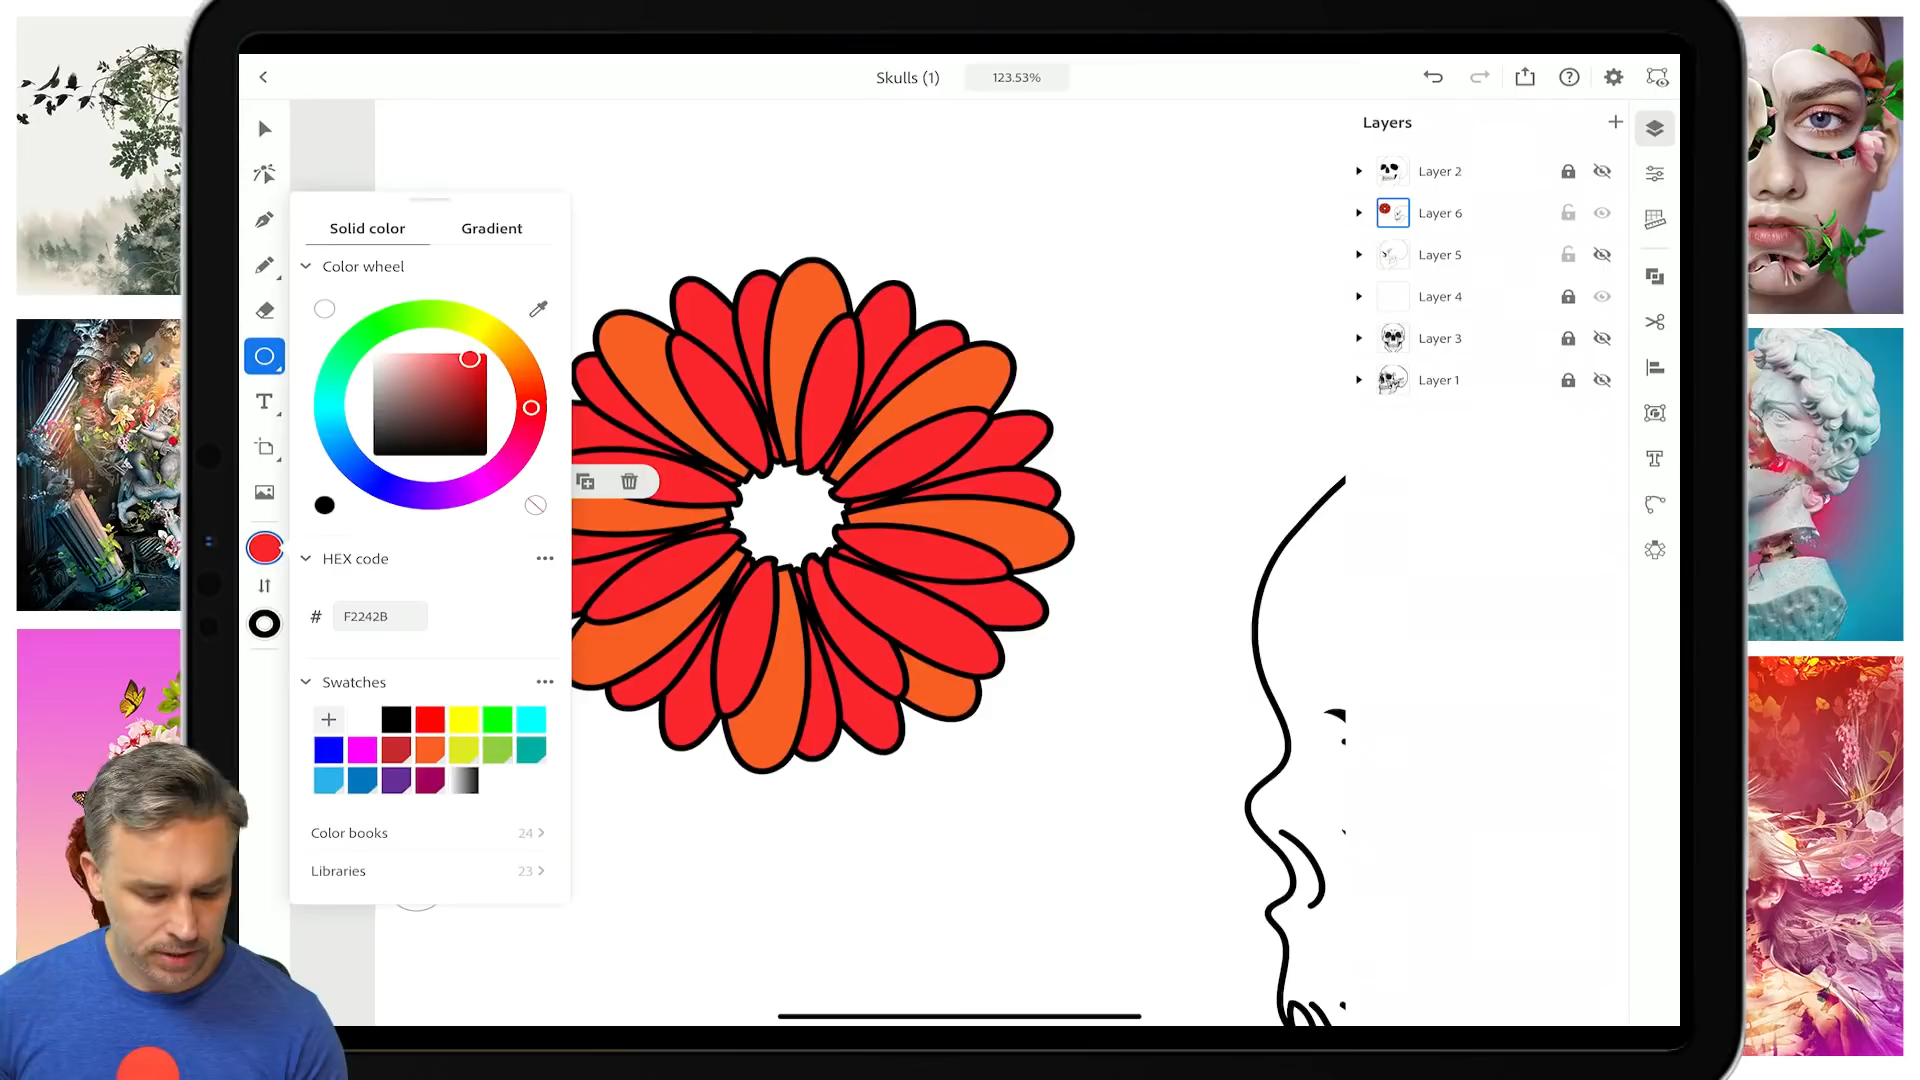 Skulls (1)
123.53%
Layers
Layer 2
Layer 6
Layer 5
Layer 4
Layer 3
Layer 1
Solid color
Gradient
Color wheel
HEX code
# F2242B
Swatches
Color books
24
Libraries
23